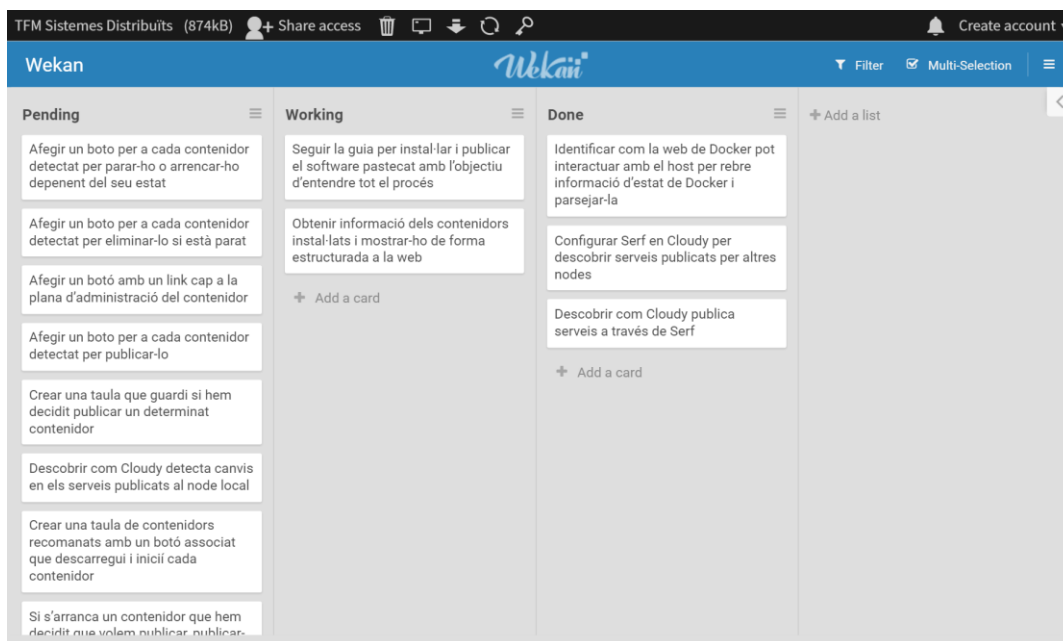 TFM Sistemes Distribuïts (874kB) Share access Create account
Wekan Wekan Filter Multi-Selection
Pending
Afegir un boto per a cada contenidor
detectat per parar-ho o arrencar-ho
depenent del seu estat
Afegir un boto per a cada contenidor
detectat per eliminar-lo si està parat
Afegir un botó amb un link cap a la
plana d'administració del contenidor
Afegir un boto per a cada contenidor
detectat per publicar-lo
Crear una taula que guardi si hem
decidit publicar un determinat
contenidor
Descobrir com Cloudy detecta canvis
en els serveis publicats al node local
Crear una taula de contenidors
recomanats amb un botó associat
que descarregui i iniciï cada
contenidor
Si s'arranca un contenidor que hem
decidit que volem publicar, publicar-
Working
Seguir la guia per instal·lar i publicar
el software pastecat amb l'objectiu
d'entendre tot el procés
Obtenir informació dels contenidors
instal·lats i mostrar-ho de forma
estructurada a la web
Add a card
Done
Identificar com la web de Docker pot
interactuar amb el host per rebre
informació d'estat de Docker i
parsejar-la
Configurar Serf en Cloudy per
descobrir serveis publicats per altres
nodes
Descobrir com Cloudy publica
serveis a través de Serf
Add a card
Add a list